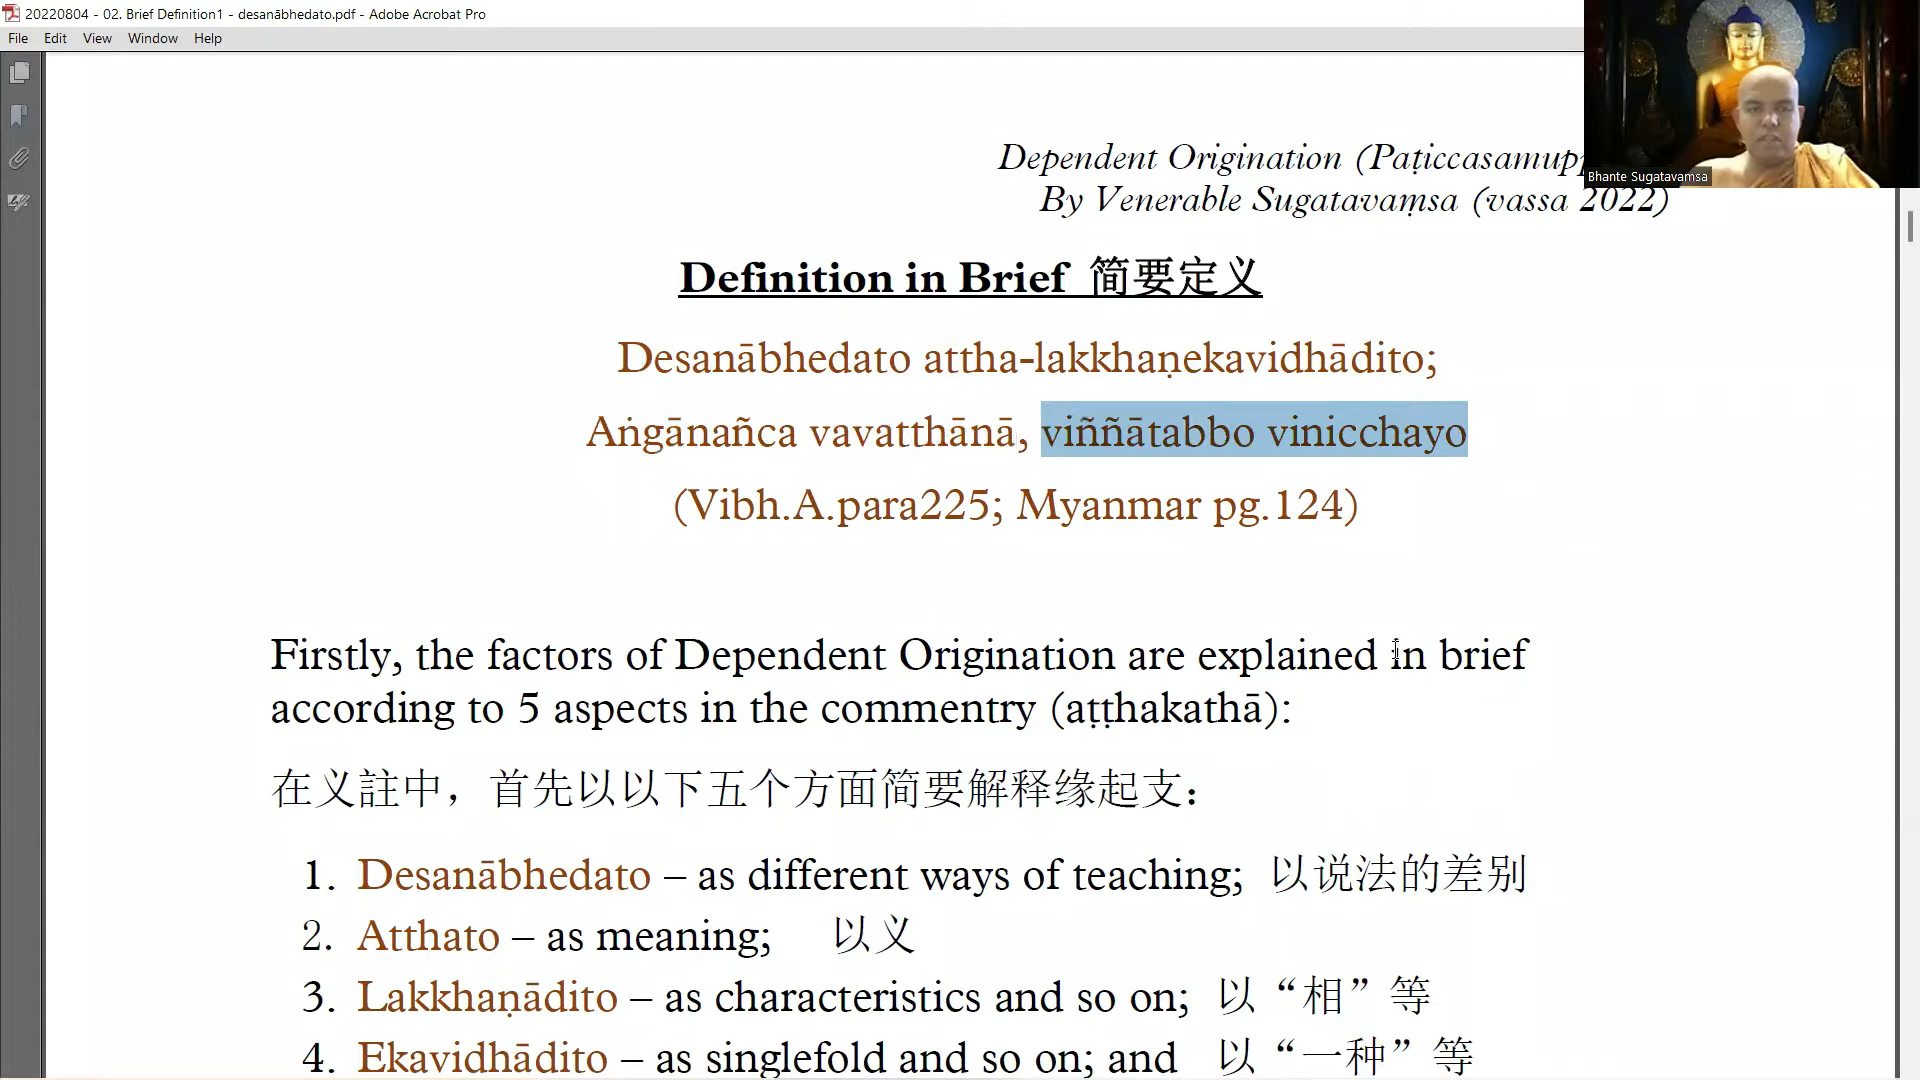 20220804 - 02. Brief Definition1 - desanābhedato.pdf - Adobe Acrobat Pro
File Edit View Window Help
Dependent Origination (Paṭiccasamup
By Venerable Sugatavaṃsa (vassa 2022)
Bhante Sugatavamsa
Definition in Brief 简要定义
Desanābhedato attha-lakkhaṇekavidhādito;
Aṅgānañca vavatthānā, viññātabbo vinicchayo
(Vibh.A.para225; Myanmar pg.124)
Firstly, the factors of Dependent Origination are explained in brief
according to 5 aspects in the commentry (aṭṭhakathā):
在义註中，首先以以下五个方面简要解释缘起支：
1. Desanābhedato – as different ways of teaching; 以说法的差别
2. Atthato – as meaning; 以义
3. Lakkhaṇādito – as characteristics and so on; 以“相”等
4. Ekavidhādito – as singlefold and so on; and 以“一种”等